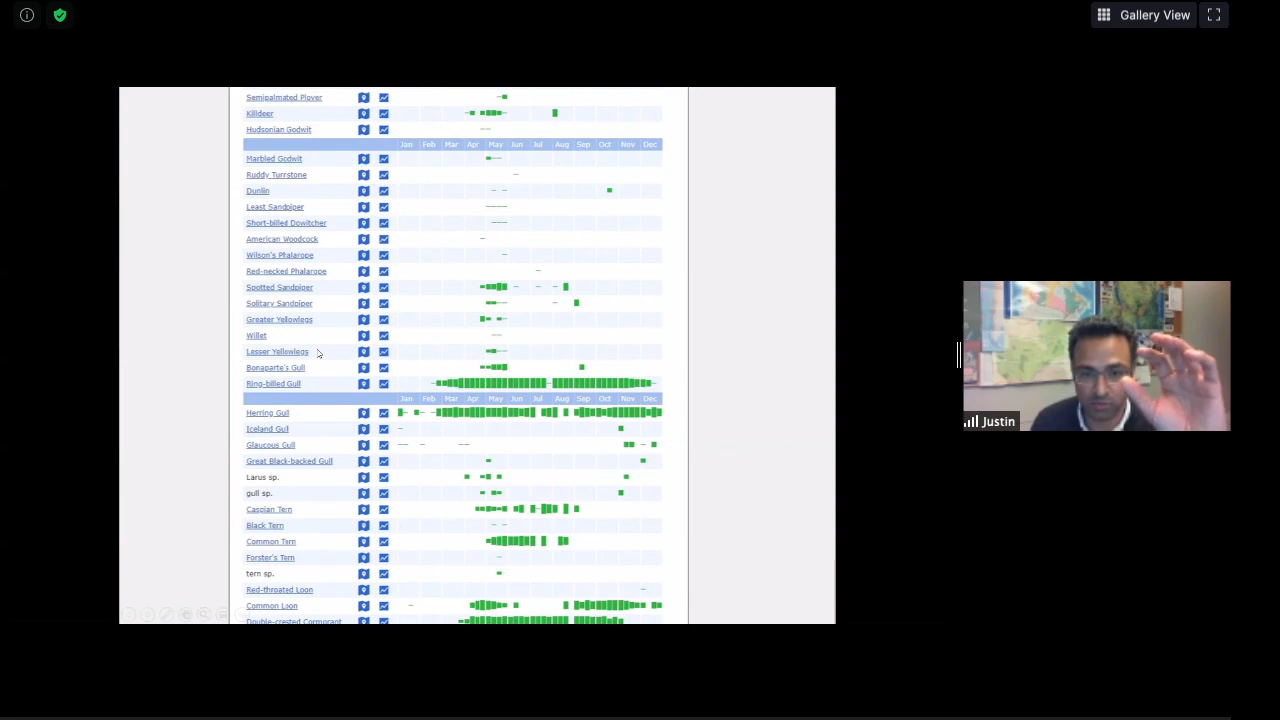 Gallery View
Semipalmated Plover
Killdeer
Hudsonian Godwit
Jan Feb Mar Apr May Jun Jul Aug Sep Oct Nov Dec
Marbled Godwit
Ruddy Turnstone
Dunlin
Least Sandpiper
Short-billed Dowitcher
American Woodcock
Wilson's Phalarope
Red-necked Phalarope
Spotted Sandpiper
Solitary Sandpiper
Greater Yellowlegs
Willet
Lesser Yellowlegs
Bonaparte's Gull
Ring-billed Gull
Jan Feb Mar Apr May Jun Jul Aug Sep Oct Nov Dec
Herring Gull
Iceland Gull
Glaucous Gull
Great Black-backed Gull
Larus sp.
gull sp.
Caspian Tern
Black Tern
Common Tern
Forster's Tern
tern sp.
Red-throated Loon
Common Loon
Double-crested Cormorant
Justin